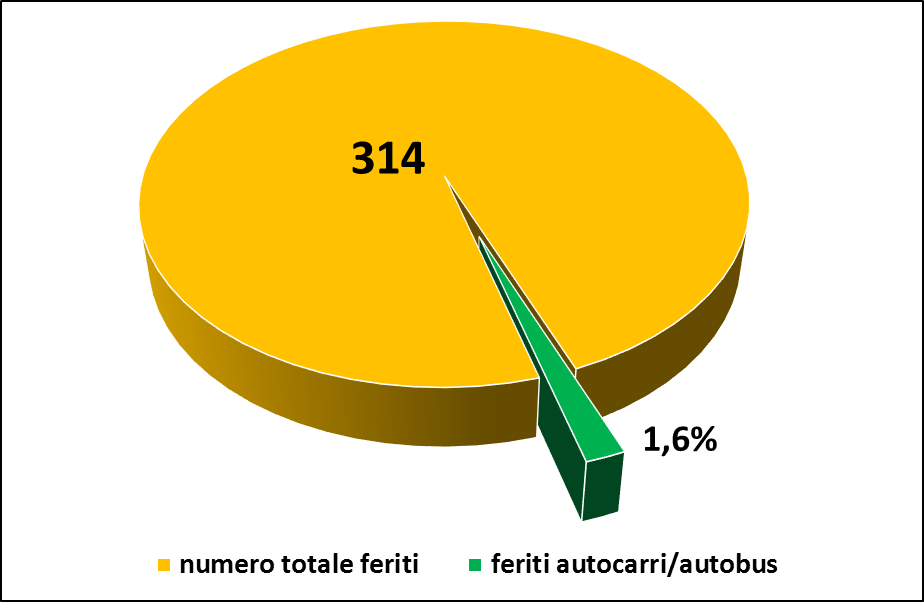 314
1,6%
numero totale feriti
feriti autocarri/autobus